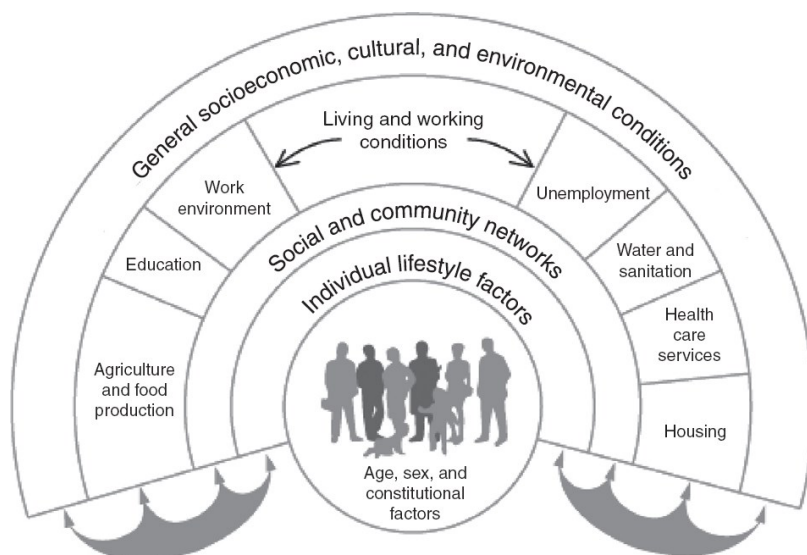 General socioeconomic, cultural, and environmental conditions
Living and working
conditions
Work
environment
Unemployment
Education
Water and
sanitation
Agriculture
and food
production
Health
care
services
Housing
Social and community networks
Individual lifestyle factors
Age, sex, and
constitutional
factors